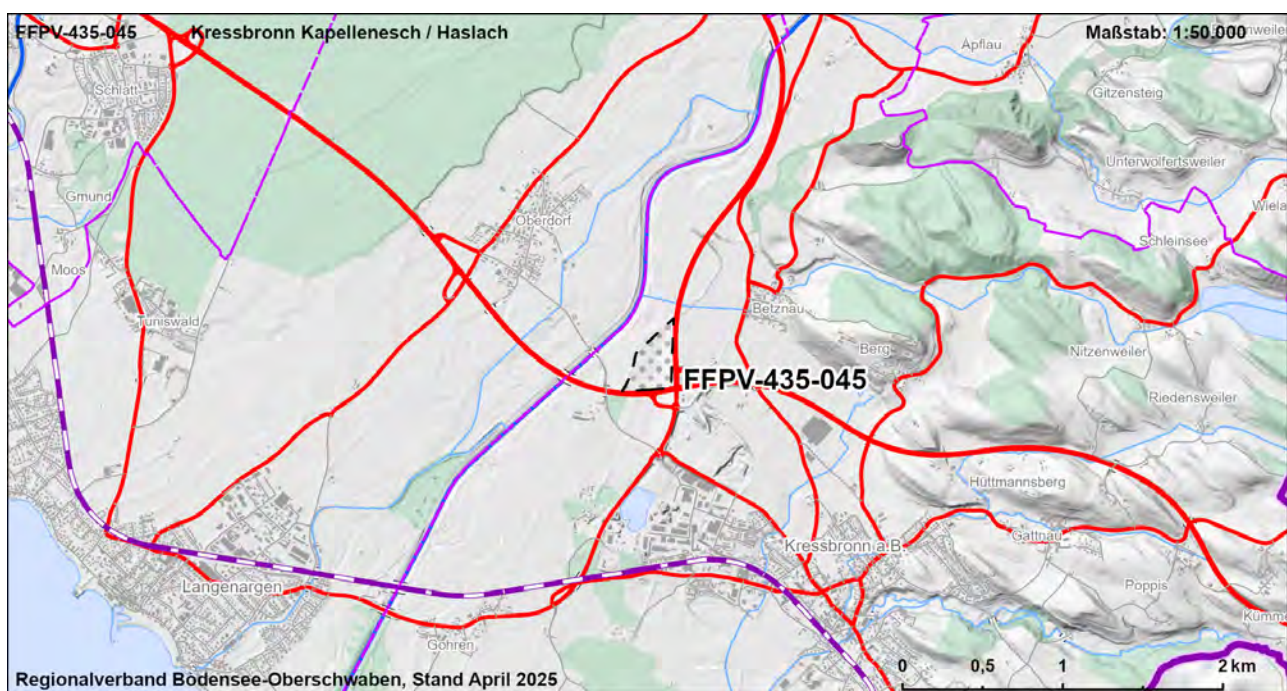 FFPV-435-045 Kressbronn Kapellenesch / Haslach Maßstab: 1:50.000
Apflau
Schlatt
Gitzensteig
Unterwolfertsweiler
Gmund
Oberdorf
Wiela
Schleinsee
Moos
Tuniswald
Betznau
Berg
Nitzenweiler
FFPV-435-045
Riedensweiler
Hüttmannsberg
Kressbronn a.B.
Gattnau
Langenargen
Poppis
Kumme
Gohren
0 0,5 1 2 km
Regionalverband Bodensee-Oberschwaben, Stand April 2025